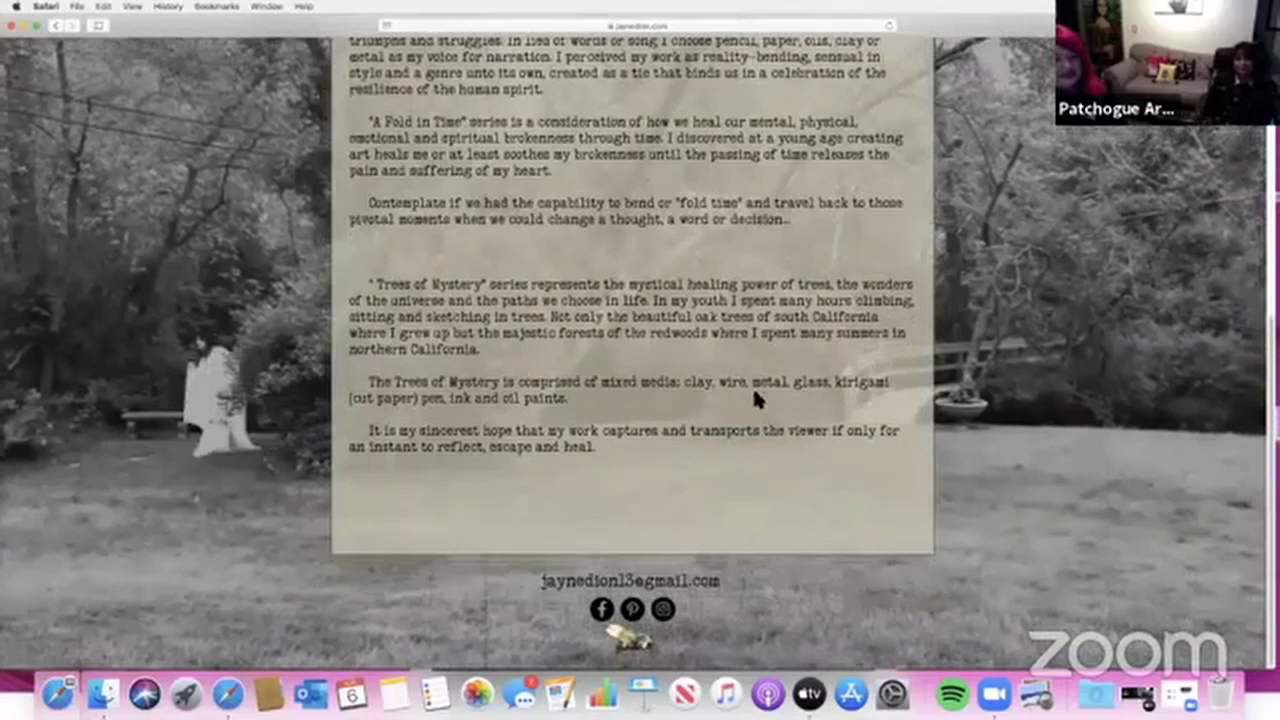 Safari File Edit View History Bookmarks Window Help
jaynedion.com
triumphs and struggles. In lieu of words or song I choose pencil, paper, oils, clay or
metal as my voice for narration. I perceived my work as reality-bending, sensual in
style and a genre unto its own, created as a tie that binds us in a celebration of the
resilience of the human spirit.
"A Fold in Time" series is a consideration of how we heal our mental, physical,
emotional and spiritual brokenness through time. I discovered at a young age creating
art heals me or at least soothes my brokenness until the passing of time releases the
pain and suffering of my heart.
Contemplate if we had the capability to bend or "fold time" and travel back to those
pivotal moments when we could change a thought, a word or decision...
" Trees of Mystery" series represents the mystical healing power of trees, the wonders
of the universe and the paths we choose in life. In my youth I spent many hours climbing,
sitting and sketching in trees. Not only the beautiful oak trees of south California
where I grew up but the majestic forests of the redwoods where I spent many summers in
northern California.
The Trees of Mystery is comprised of mixed media: clay, wire, metal, glass, kirigami
(cut paper) pen, ink and oil paints.
It is my sincerest hope that my work captures and transports the viewer if only for
an instant to reflect, escape and heal.
jaynedion13@gmail.com
Patchogue Ar...
zoom
6
tv